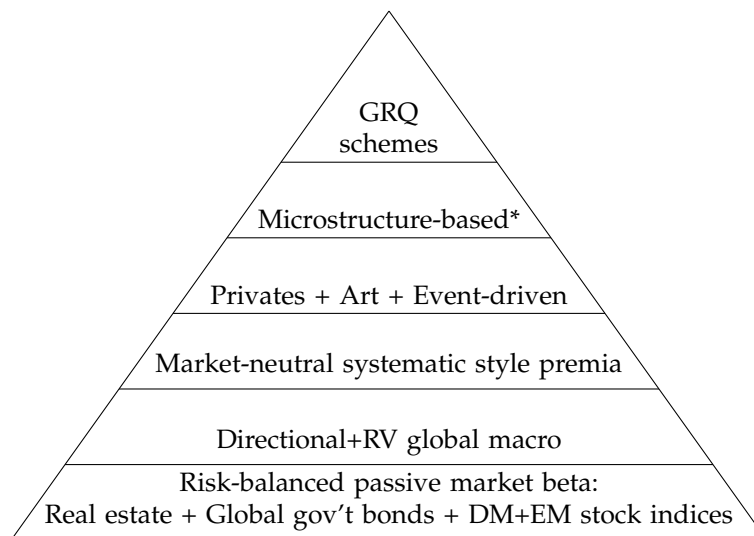 GRQ
schemes
Microstructure-based*
Privates + Art + Event-driven
Market-neutral systematic style premia
Directional+RV global macro
Risk-balanced passive market beta:
Real estate + Global gov't bonds + DM+EM stock indices